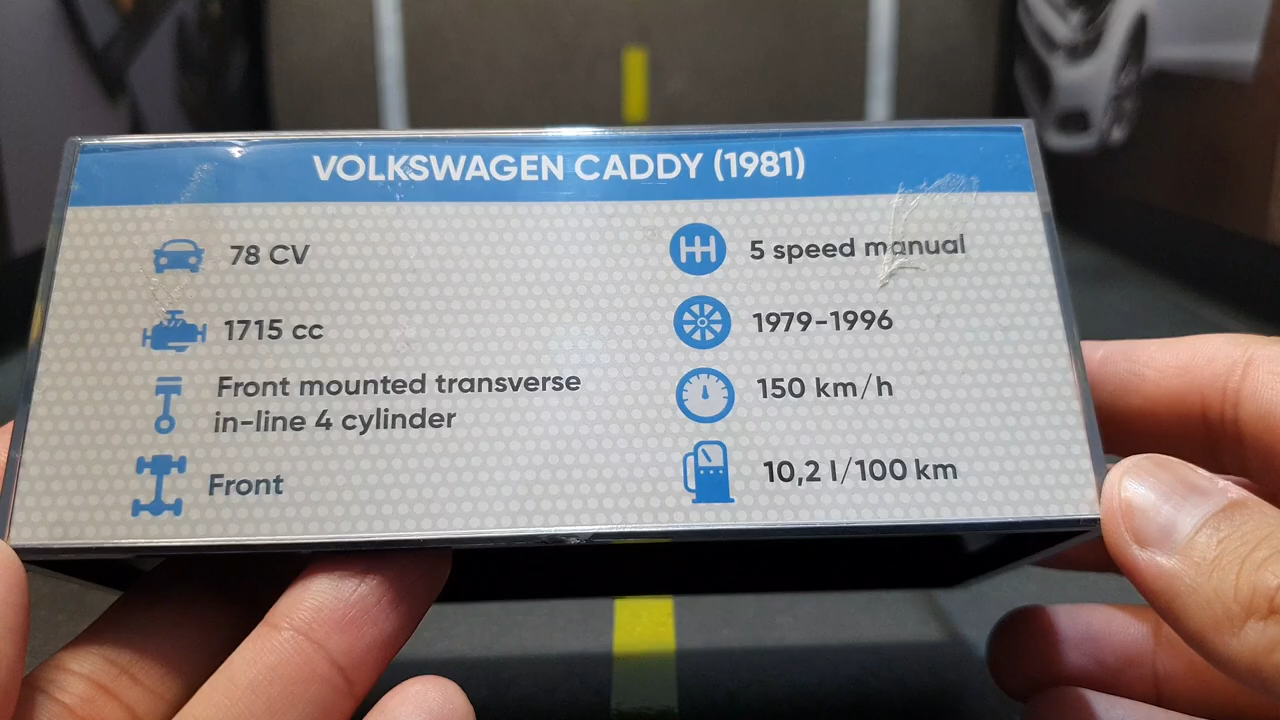 VOLKSWAGEN CADDY (1981)
78 CV
1715 cc
Front mounted transverse
in-line 4 cylinder
Front
5 speed manual
1979-1996
150 km/h
10,2 l/100 km